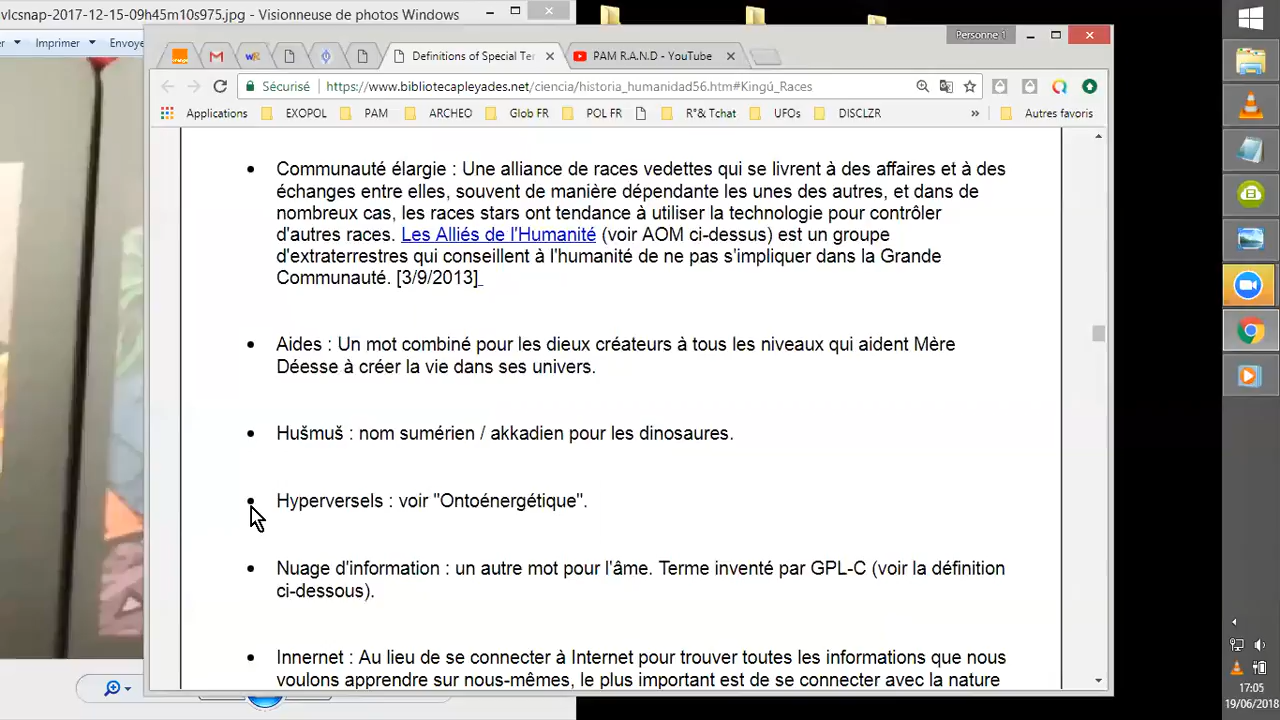 vlcsnap-2017-12-15-09h45m10s975.jpg - Visionneuse de photos Windows
Imprimer
Envoye
Personne 1
Definitions of Special Ter
PAM R.A.N.D - YouTube
Sécurisé
https://www.bibliotecapleyades.net/ciencia/historia_humanidad56.htm#Kingú_Races
Applications
EXOPOL
PAM
ARCHEO
Glob FR
POL FR
R°& Tchat
UFOs
DISCLZR
»
Autres favoris
• Communauté élargie : Une alliance de races vedettes qui se livrent à des affaires et à des
échanges entre elles, souvent de manière dépendante les unes des autres, et dans de
nombreux cas, les races stars ont tendance à utiliser la technologie pour contrôler
d'autres races. Les Alliés de l'Humanité (voir AOM ci-dessus) est un groupe
d'extraterrestres qui conseillent à l'humanité de ne pas s'impliquer dans la Grande
Communauté. [3/9/2013]
• Aides : Un mot combiné pour les dieux créateurs à tous les niveaux qui aident Mère
Déesse à créer la vie dans ses univers.
• Hušmuš : nom sumérien / akkadien pour les dinosaures.
• Hyperversels : voir "Ontoénergétique".
• Nuage d'information : un autre mot pour l'âme. Terme inventé par GPL-C (voir la définition
ci-dessous).
• Innernet : Au lieu de se connecter à Internet pour trouver toutes les informations que nous
voulons apprendre sur nous-mêmes, le plus important est de se connecter avec la nature
17:05
19/06/2018